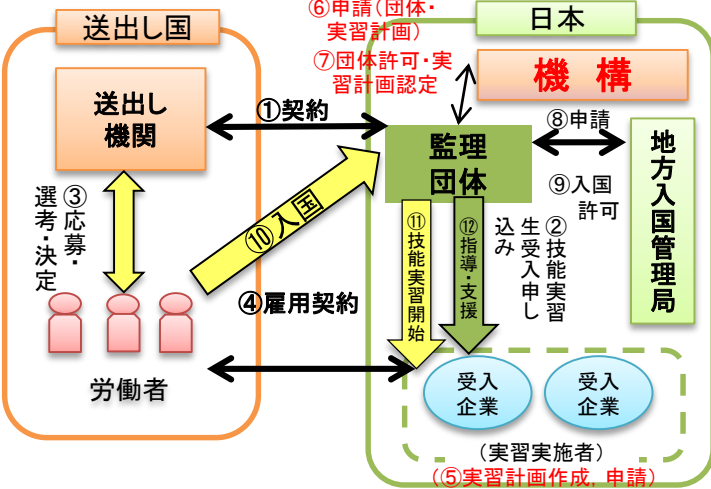 送出し国
日本
⑥申請(団体・
実習計画)
⑦団体許可・実
習計画認定
機 構
送出し
機関
①契約
監理
団体
⑧申請
⑨入国
許可
地方入国管理局
③応募・
選考・決定
⑩入国
④雇用契約
⑪技能実習開始
⑫指導・支援
②技能実習
生受入申し
込み
労働者
受入
企業
受入
企業
(実習実施者)
(⑤実習計画作成, 申請)